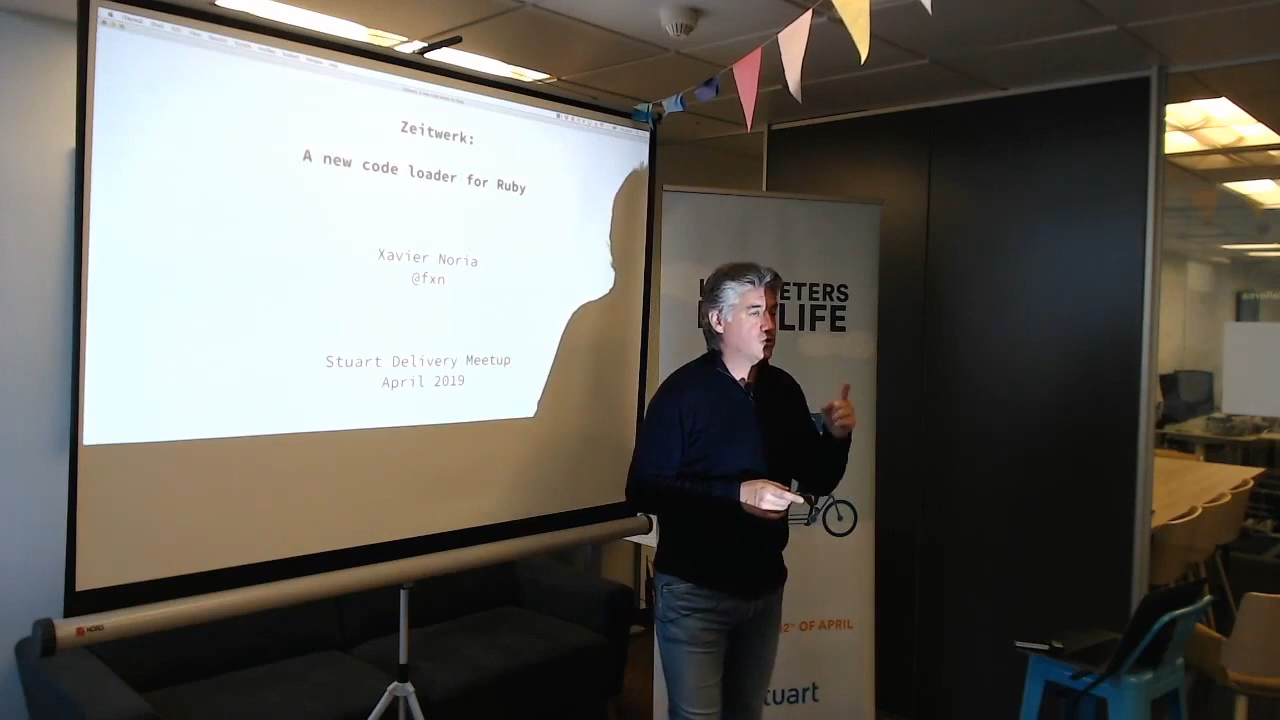 Zeitwerk:
A new code loader for Ruby
Xavier Noria
@fxn
Stuart Delivery Meetup
April 2019
ETERS
LIFE
OF APRIL
tuart